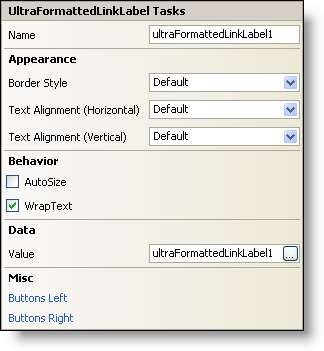 UltraFormattedLinkLabel Tasks
Name ultraFormattedLinkLabel1
Appearance
Border Style Default
Text Alignment (Horizontal) Default
Text Alignment (Vertical) Default
Behavior
AutoSize
WrapText
Data
Value ultraFormattedLinkLabel1 ...
Misc
Buttons Left
Buttons Right